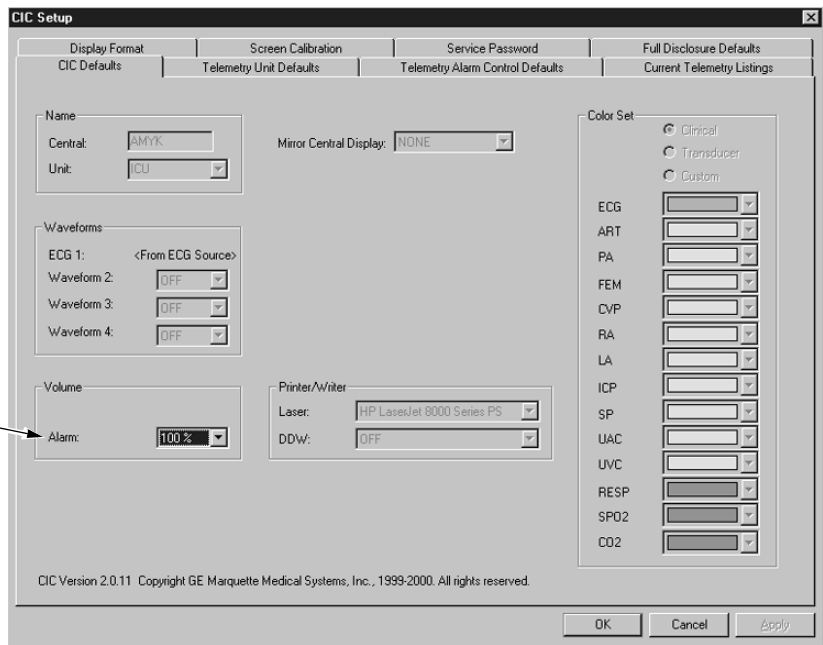 CIC Setup
Display Format
Screen Calibration
Service Password
Full Disclosure Defaults
CIC Defaults
Telemetry Unit Defaults
Telemetry Alarm Control Defaults
Current Telemetry Listings
Name
Central: AMYK
Unit: ICU
Mirror Central Display: NONE
Waveforms
ECG 1: <From ECG Source>
Waveform 2: OFF
Waveform 3: OFF
Waveform 4: OFF
Volume
Alarm: 100 %
Printer/Writer
Laser: HP LaserJet 8000 Series PS
DDW: OFF
Color Set
Clinical
Transducer
Custom
ECG
ART
PA
FEM
CVP
RA
LA
ICP
SP
UAC
UVC
RESP
SPO2
CO2
CIC Version 2.0.11 Copyright GE Marquette Medical Systems, Inc., 1999-2000. All rights reserved.
OK
Cancel
Apply